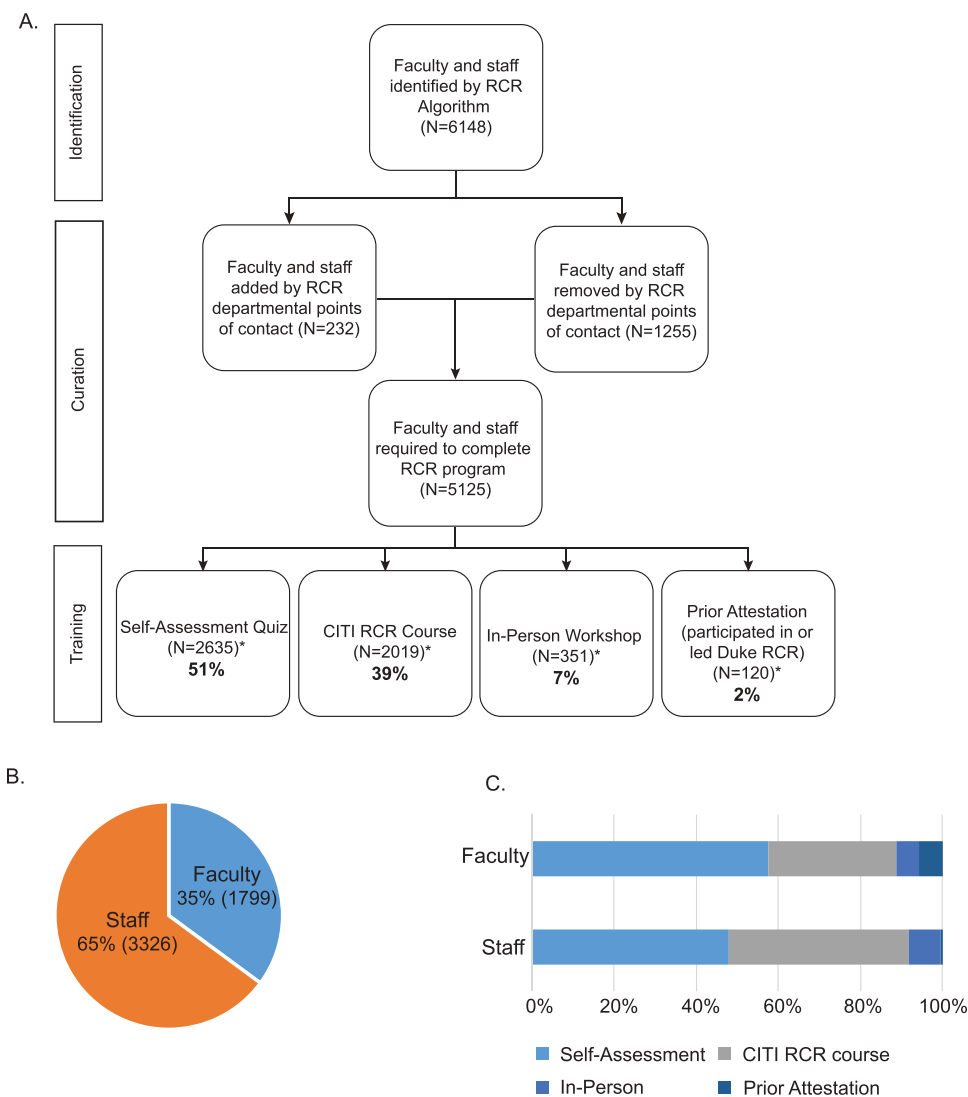 A.
Identification
Faculty and staff
identified by RCR
Algorithm
(N=6148)
Curation
Faculty and staff
added by RCR
departmental points
of contact (N=232)
Faculty and staff
removed by RCR
departmental points
of contact (N=1255)
Faculty and staff
required to complete
RCR program
(N=5125)
Training
Self-Assessment Quiz
(N=2635)*
51%
CITI RCR Course
(N=2019)*
39%
In-Person Workshop
(N=351)*
7%
Prior Attestation
(participated in or
led Duke RCR)
(N=120)*
2%
B.
Faculty
35% (1799)
Staff
65% (3326)
C.
Faculty
Staff
0% 20% 40% 60% 80% 100%
Self-Assessment CITI RCR course
In-Person Prior Attestation